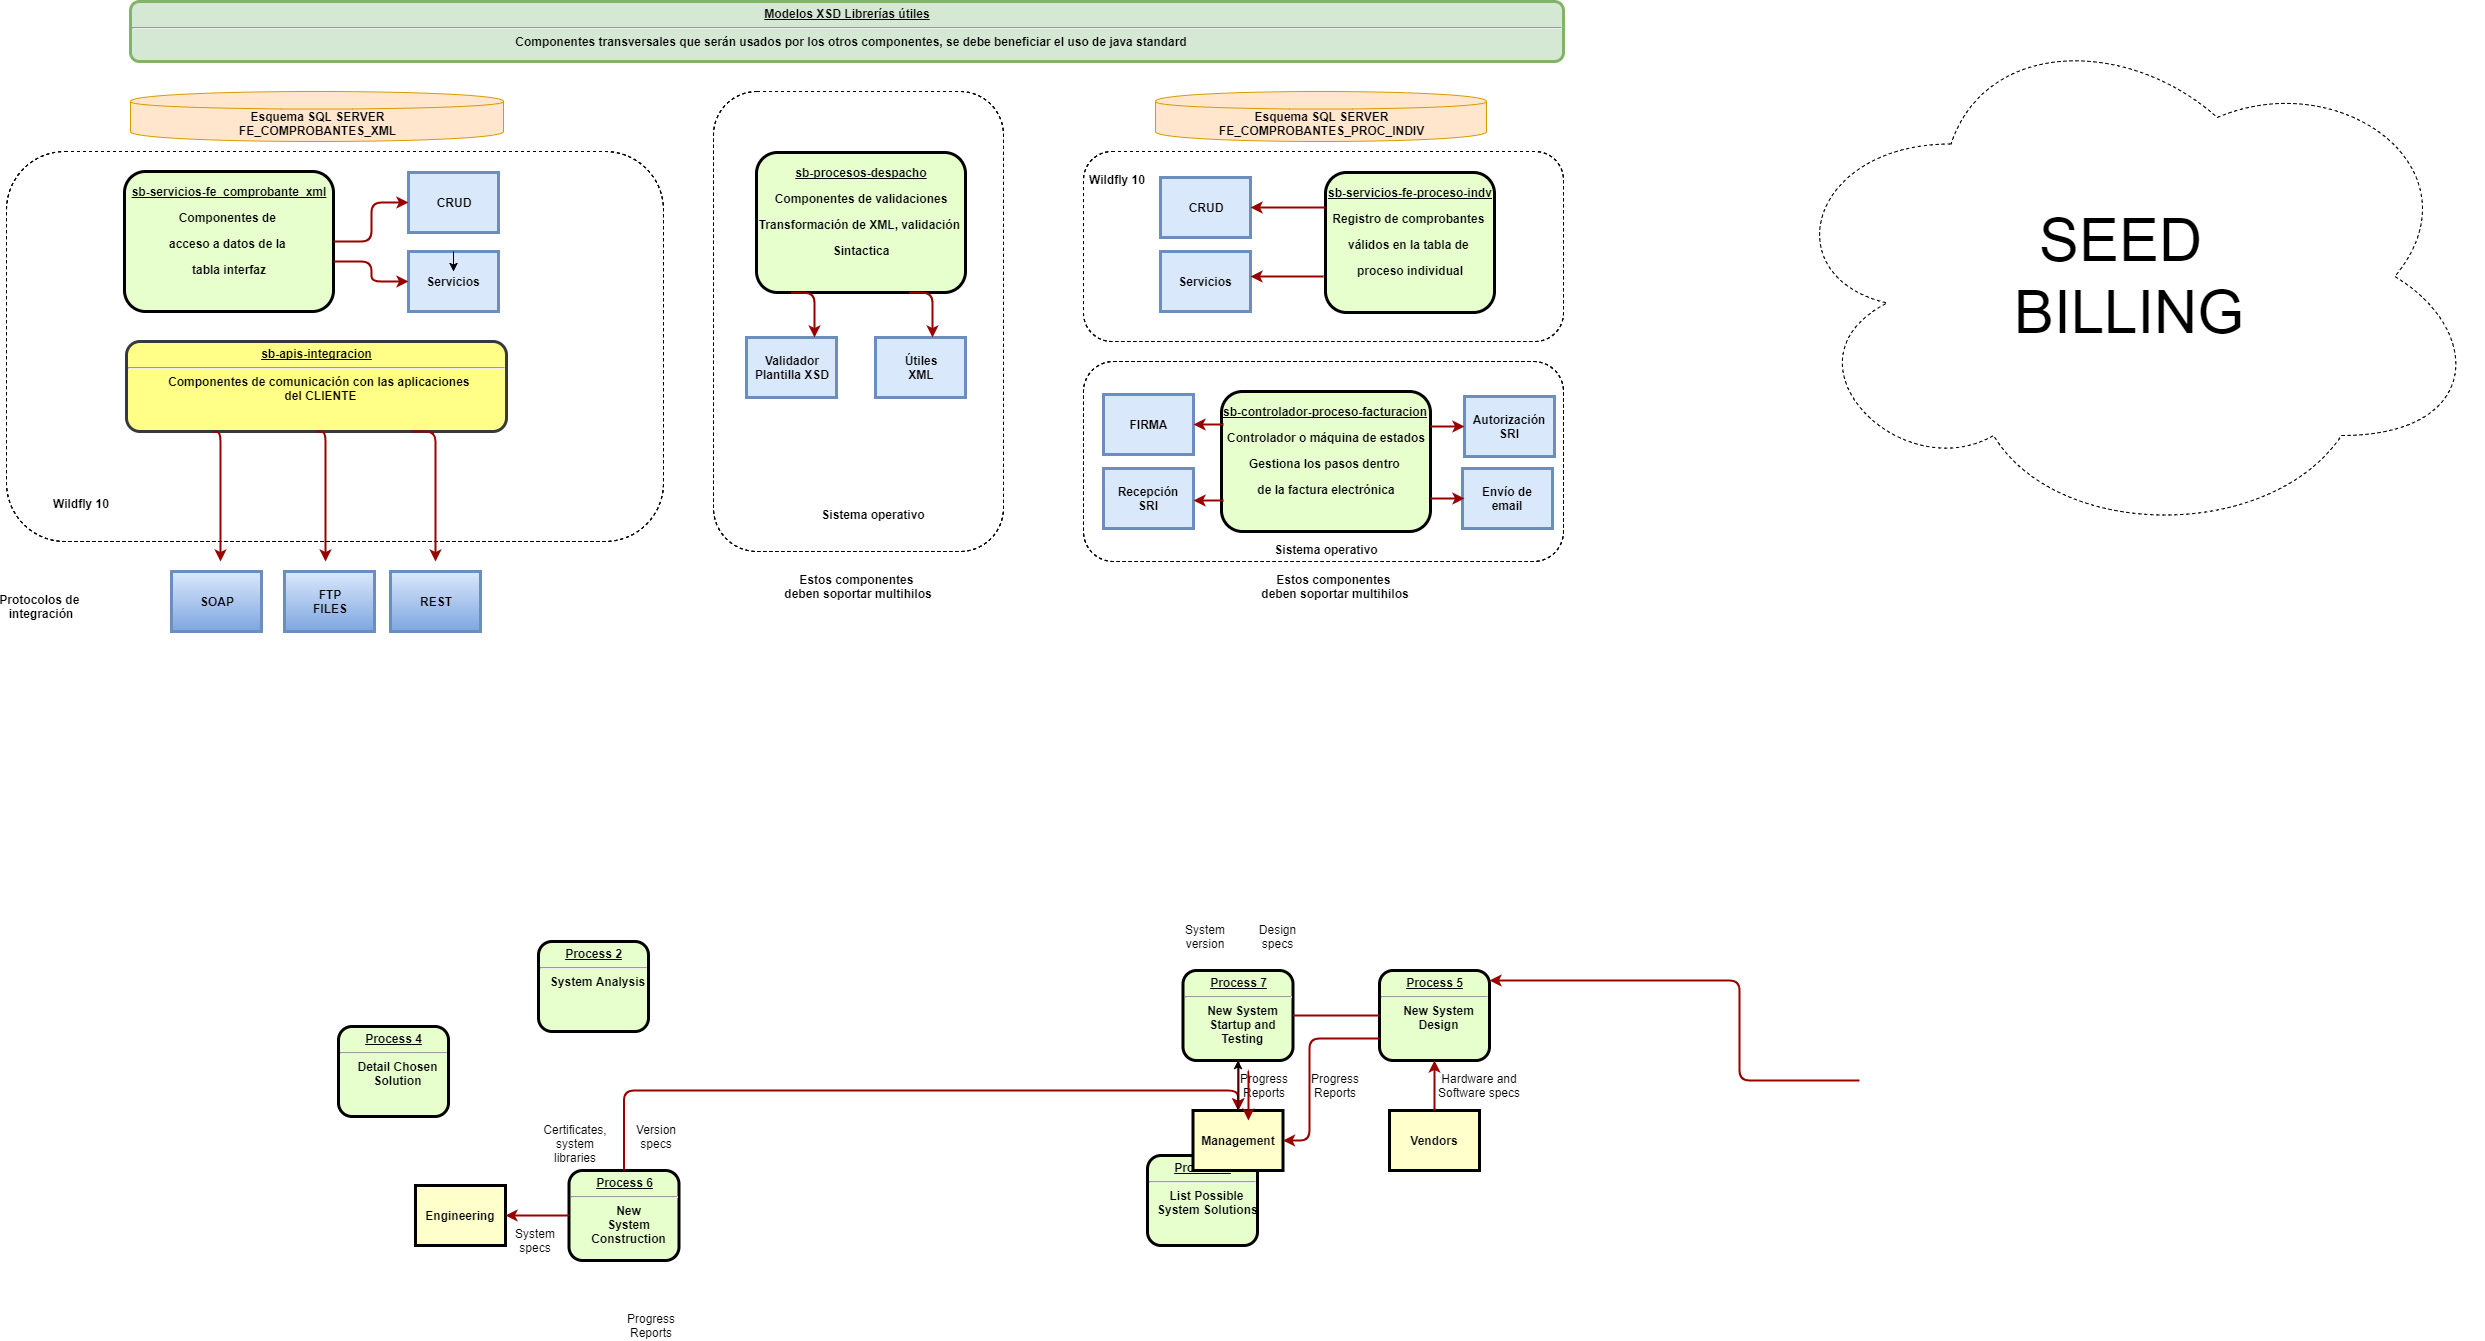 Modelos XSD Librerías útiles
Componentes transversales que serán usados por los otros componentes, se debe beneficiar el uso de java standard
Esquema SQL SERVER
FE_COMPROBANTES_XML
sb-servicios-fe_comprobante_xml
Componentes de
acceso a datos de la
tabla interfaz
CRUD
Servicios
sb-apis-integracion
Componentes de comunicación con las aplicaciones
del CLIENTE
Wildfly 10
Protocolos de
integración
SOAP
FTP
FILES
REST
sb-procesos-despacho
Componentes de validaciones
Transformación de XML, validación
Sintactica
Validador
Plantilla XSD
Útiles
XML
Sistema operativo
Estos componentes
deben soportar multihilos
Esquema SQL SERVER
FE_COMPROBANTES_PROC_INDIV
Wildfly 10
CRUD
Servicios
sb-servicios-fe-proceso-indv
Registro de comprobantes
válidos en la tabla de
proceso individual
FIRMA
Recepción
SRI
sb-controlador-proceso-facturacion
Controlador o máquina de estados
Gestiona los pasos dentro
de la factura electrónica
Autorización
SRI
Envío de
email
Sistema operativo
Estos componentes
deben soportar multihilos
SEED
BILLING
Process 2
System Analysis
Process 4
Detail Chosen
Solution
Certificates,
system
libraries
Version
specs
Engineering
System
specs
Process 6
New
System
Construction
Progress
Reports
System
version
Design
specs
Process 7
New System
Startup and
Testing
Process 5
New System
Design
Progress
Reports
Progress
Reports
Hardware and
Software specs
Management
Vendors
Pro
List Possible
System Solutions